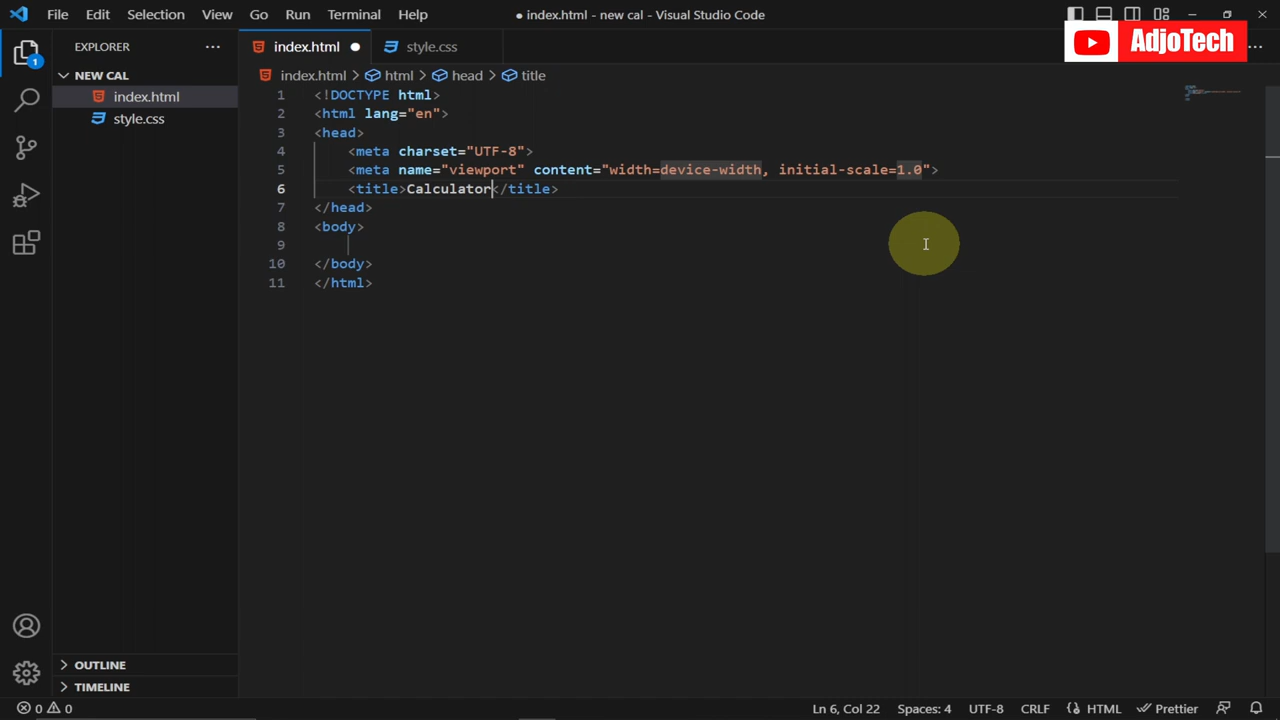 File Edit Selection View Go Run Terminal Help
● index.html - new cal - Visual Studio Code
AdjoTech
EXPLORER
1
NEW CAL
index.html
style.css
index.html
style.css
index.html > html > head > title
1 <!DOCTYPE html>
2 <html lang="en">
3 <head>
4 <meta charset="UTF-8">
5 <meta name="viewport" content="width=device-width, initial-scale=1.0">
6 <title>Calculator</title>
7 </head>
8 <body>
9
10 </body>
11 </html>
OUTLINE
TIMELINE
0 0
Ln 6, Col 22 Spaces: 4 UTF-8 CRLF HTML Prettier